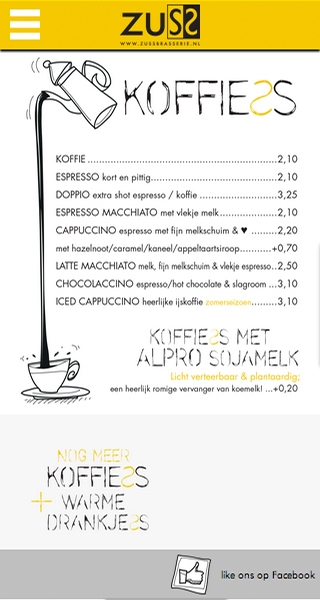 ZUSS
WWW.ZUSSBRASSERIE.NL
KOFFIESS
KOFFIE ...............................................................2,10
ESPRESSO kort en pittig..........................................2,10
DOPPIO extra shot espresso / koffie ..........................3,25
ESPRESSO MACCHIATO met vlekje melk...................2,10
CAPPUCCINO espresso met fijn melkschuim & ♥ .........2,20
met hazelnoot/caramel/kaneel/appeltaartsiroop...........+0,70
LATTE MACCHIATO melk, fijn melkschuim & vlekje espresso..2,50
CHOCOLACCINO espresso/hot chocolate & slagroom ...3,10
ICED CAPPUCCINO heerlijke ijskoffie zomerseizoen.........3,10
KOFFIESS MET
ALPRO SOJAMELK
Licht verteerbaar & plantaardig;
een heerlijk romige vervanger van koemelk! ...+0,20
NOG MEER
KOFFIESS
+ WARME
DRANKJESS
like ons op Facebook